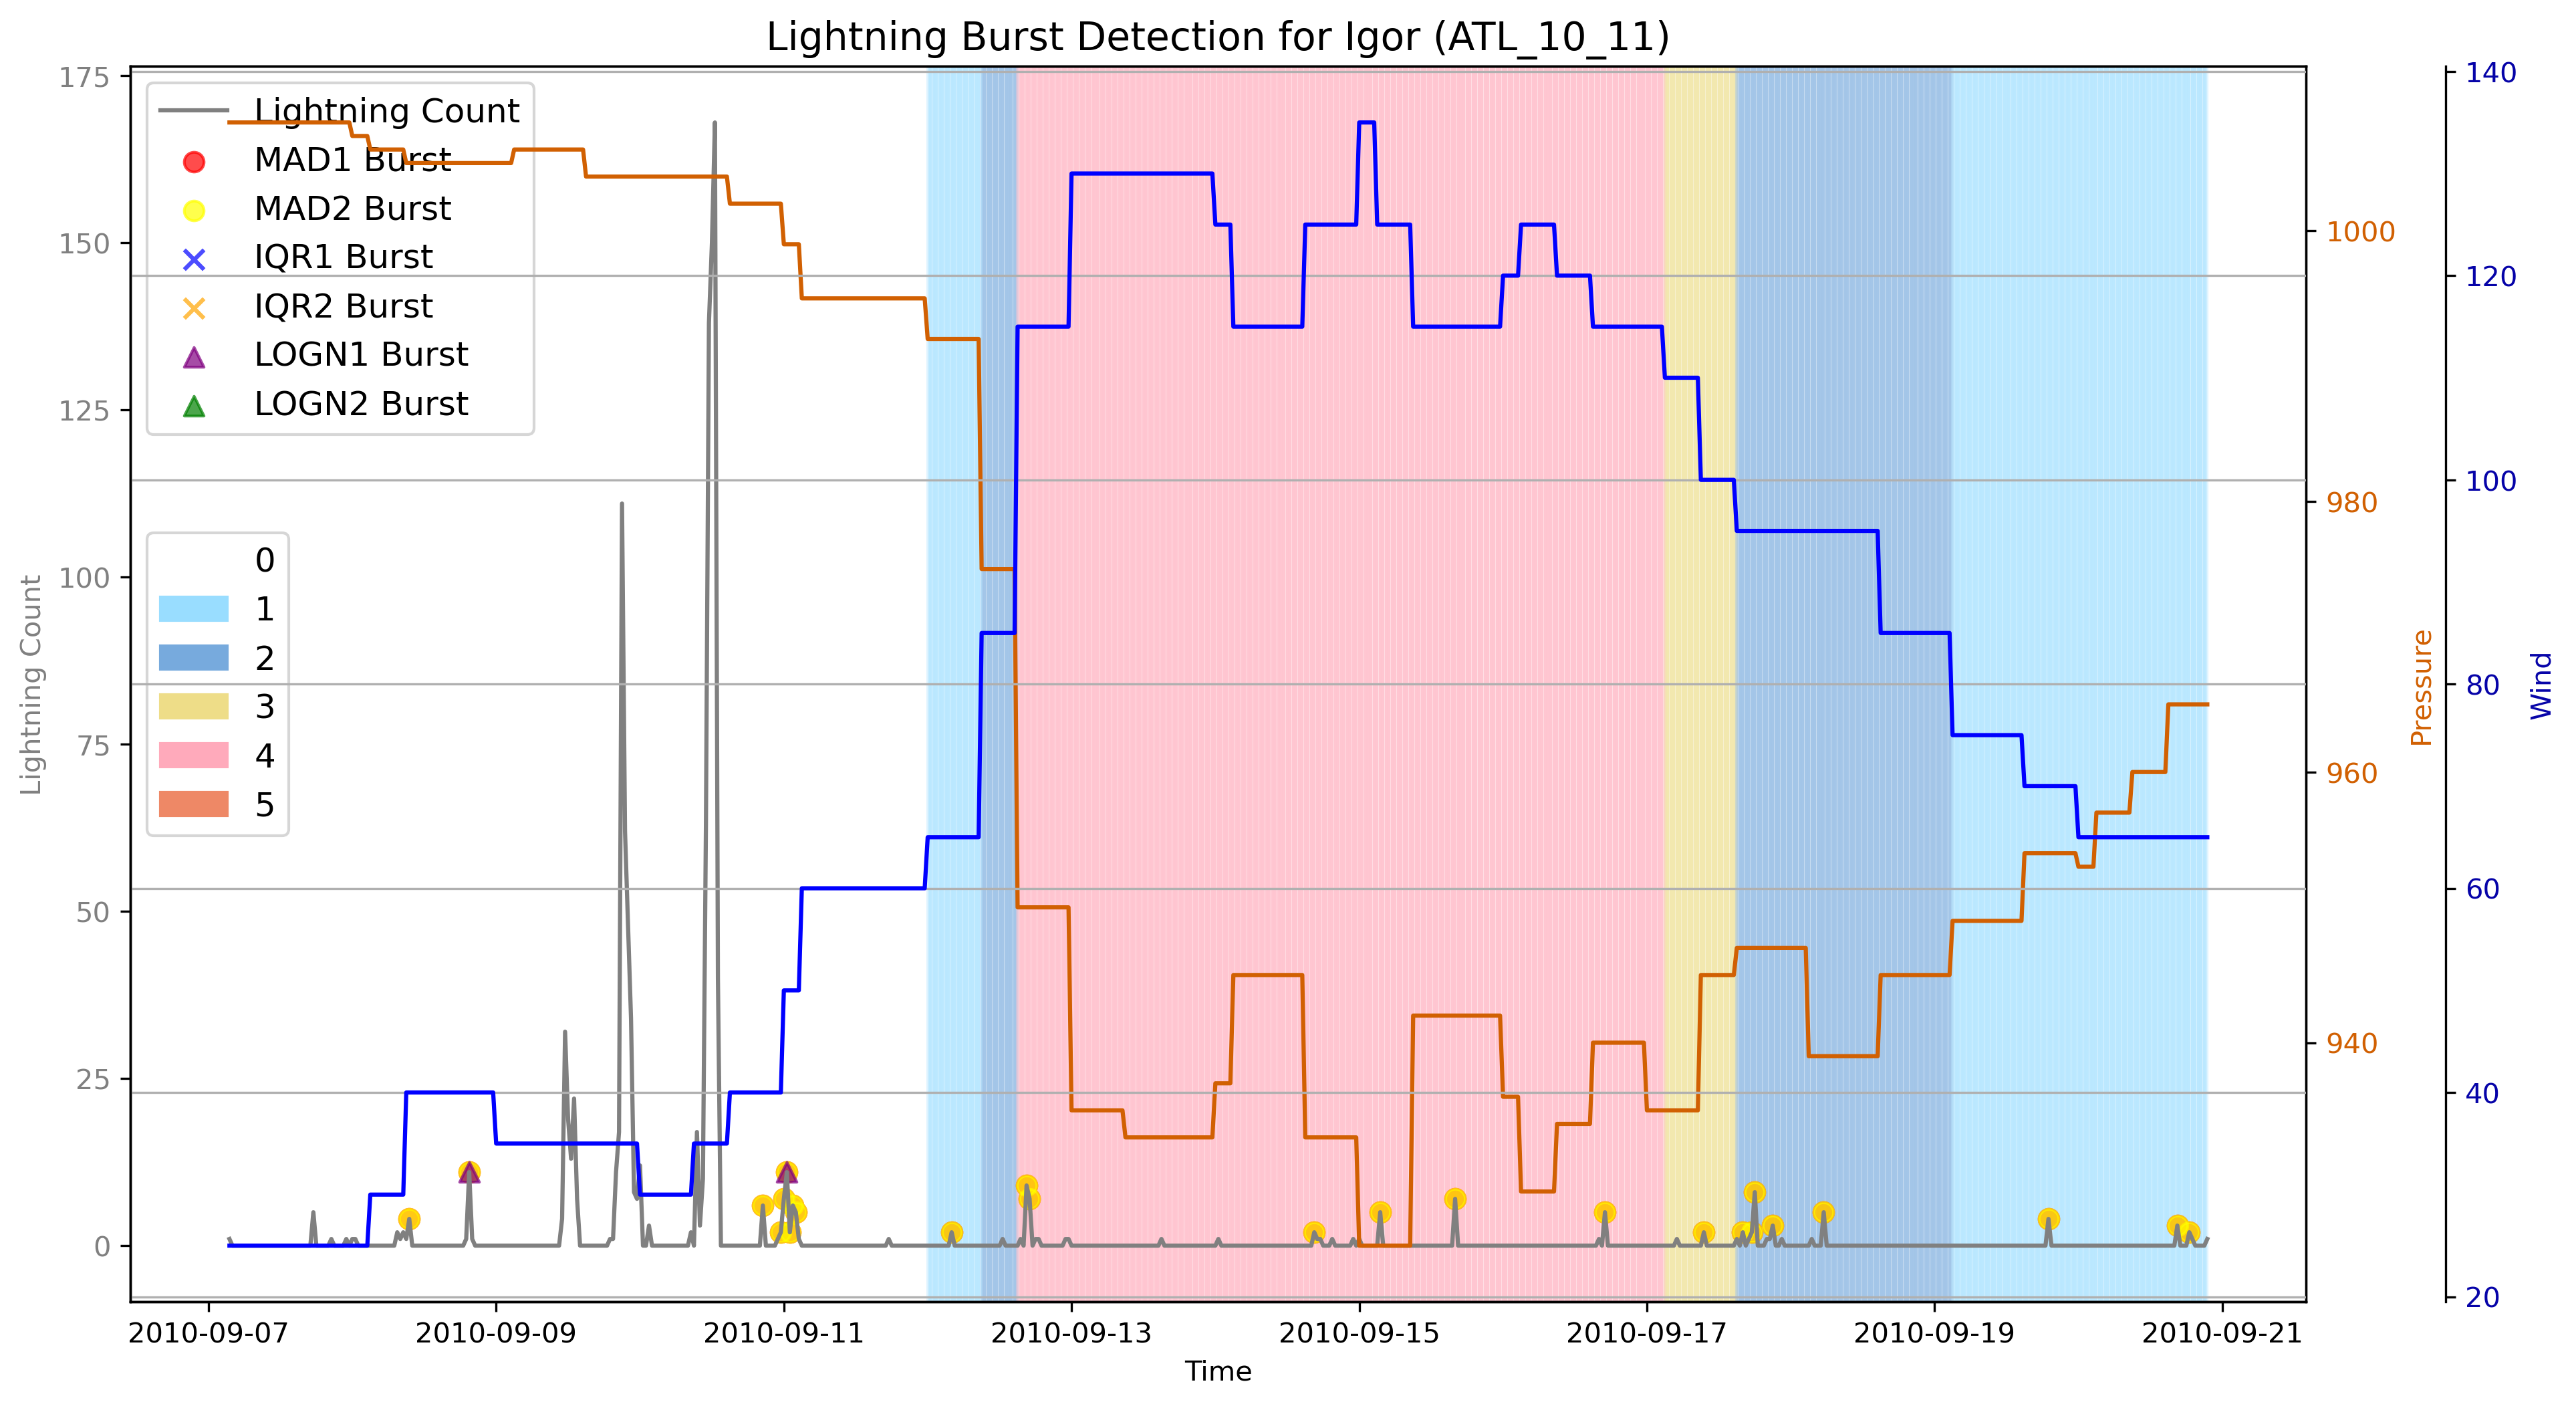 Lightning Burst Detection for Igor (ATL_10_11)
Lightning Count
MAD1 Burst
MAD2 Burst
IQR1 Burst
IQR2 Burst
LOGN1 Burst
LOGN2 Burst
0
1
2
3
4
5
175
150
125
100
75
50
25
0
Lightning Count
1000
980
960
940
Pressure
140
120
100
80
60
40
20
Wind
2010-09-07
2010-09-09
2010-09-11
2010-09-13
2010-09-15
2010-09-17
2010-09-19
2010-09-21
Time